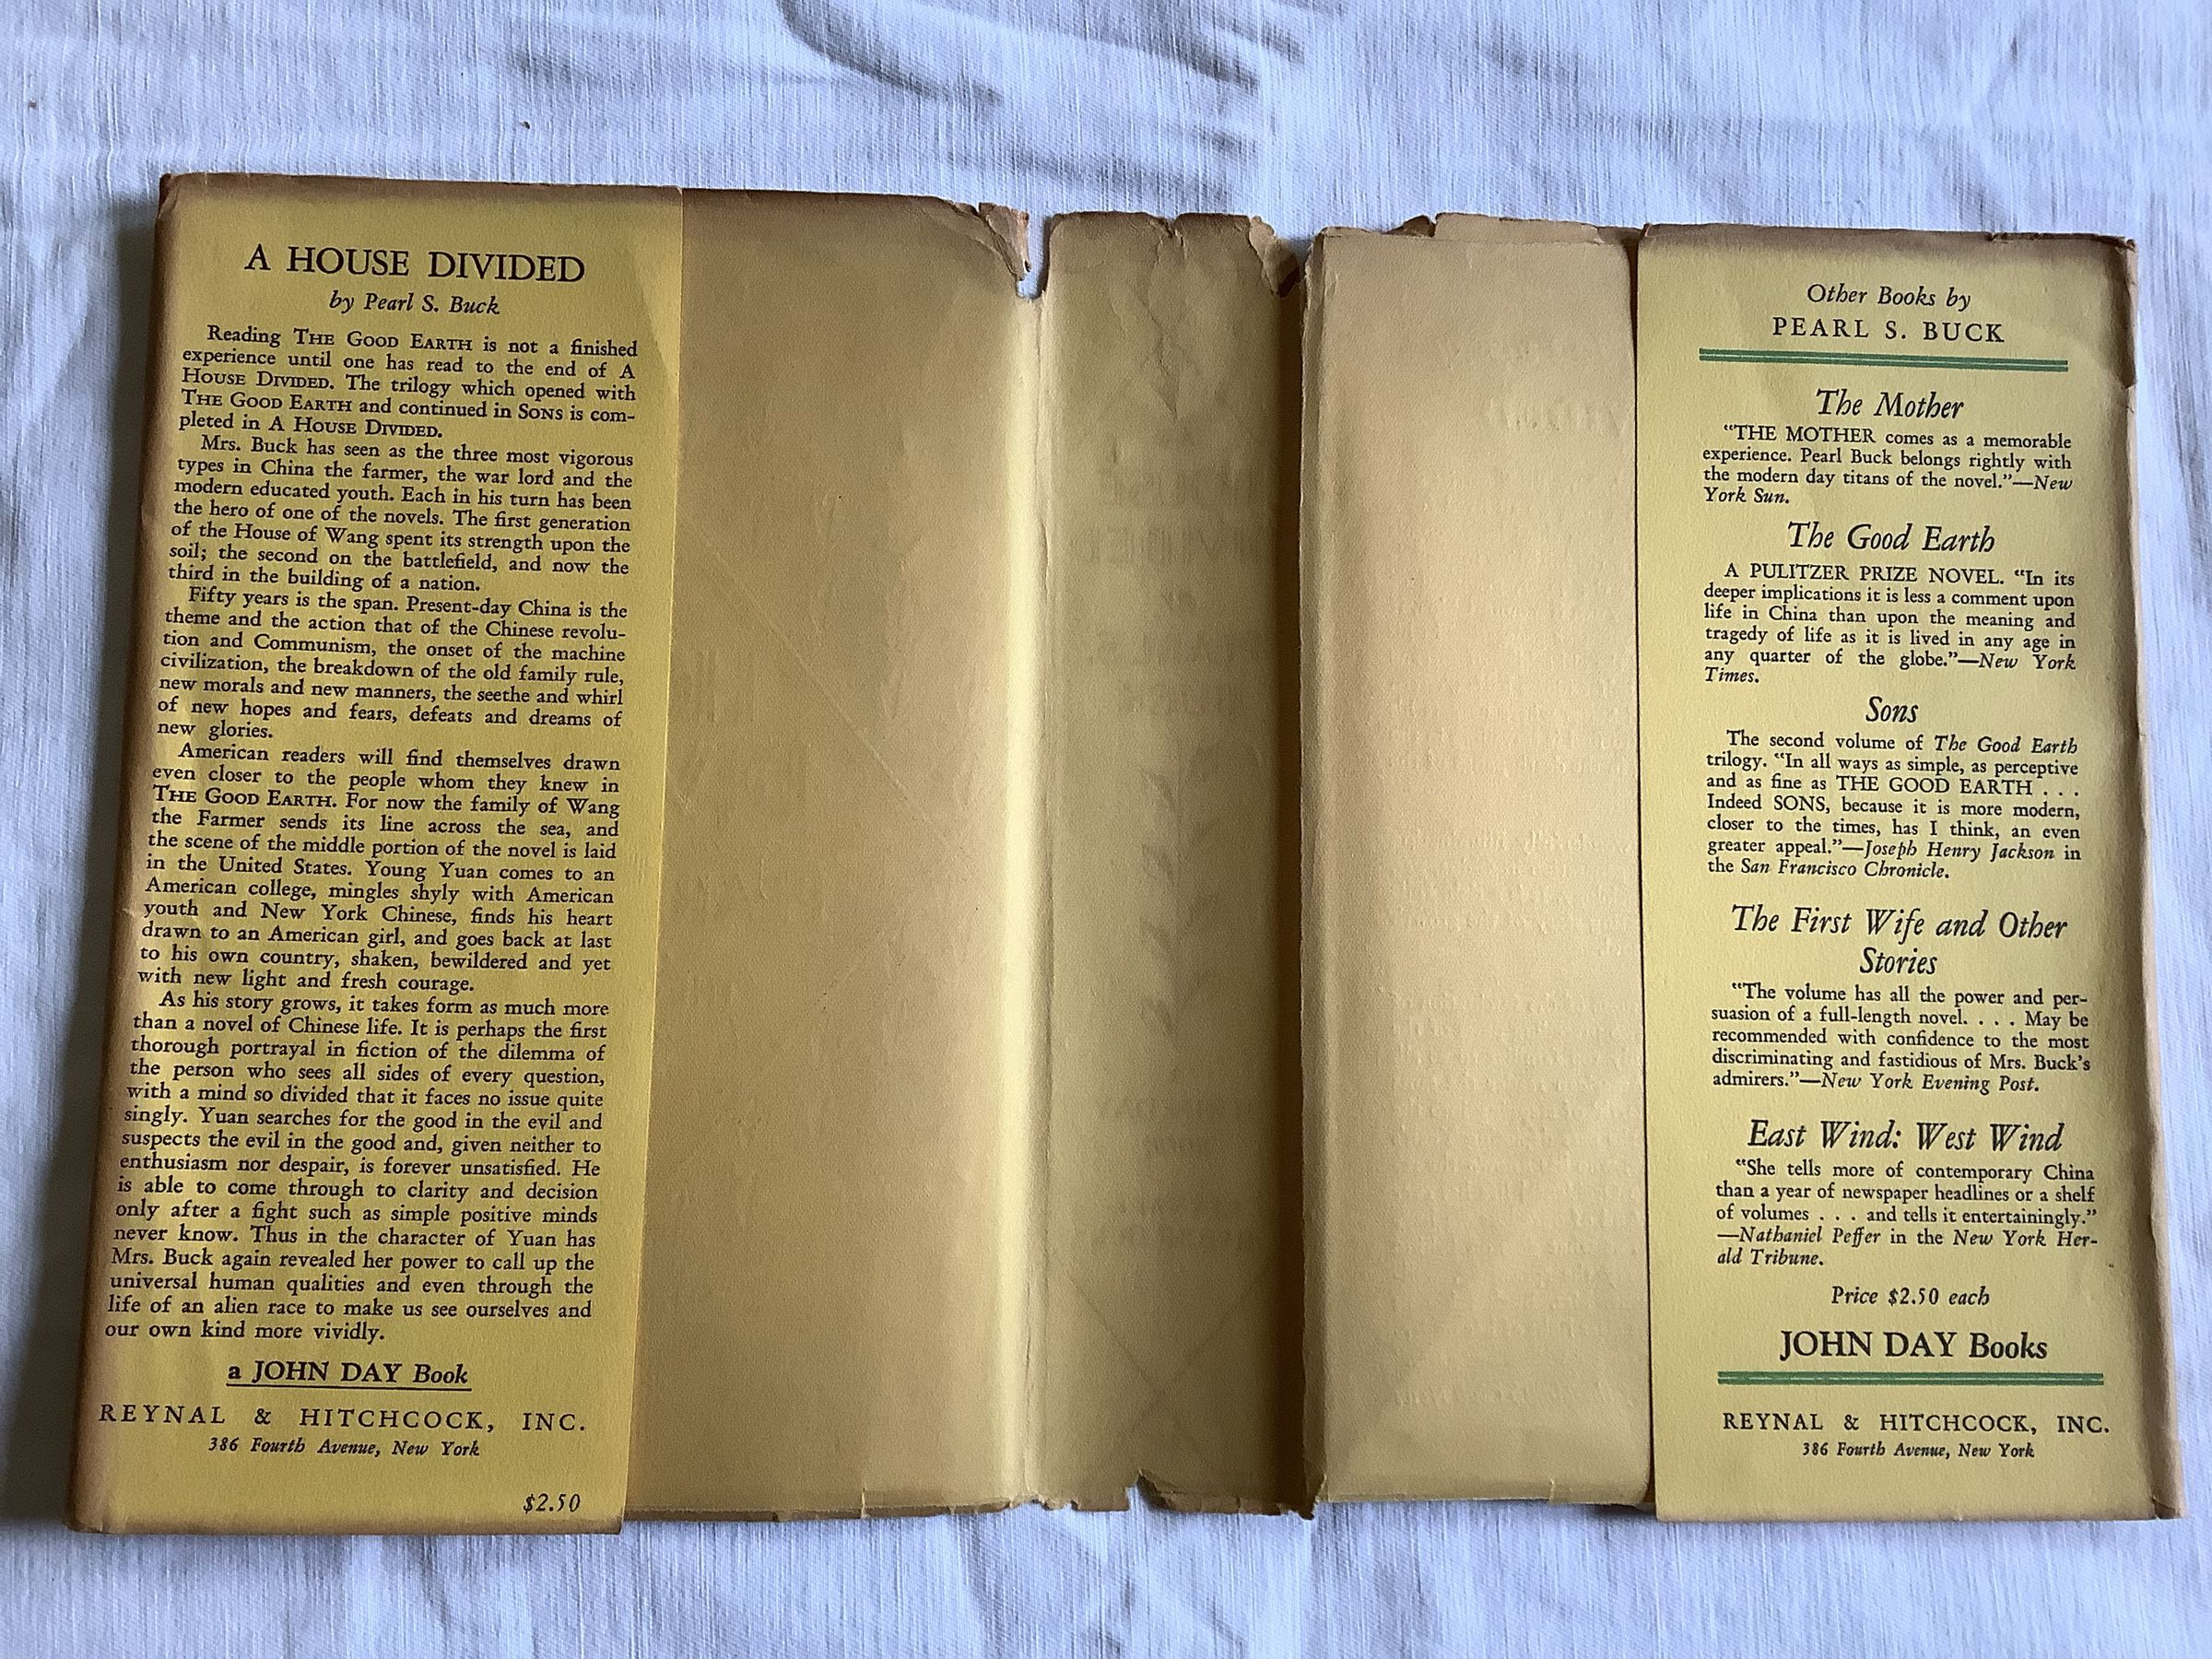 A HOUSE DIVIDED
by Pearl S. Buck
Reading THE GOOD EARTH is not a finished
experience until one has read to the end of A
HOUSE DIVIDED. The trilogy which opened with
THE GOOD EARTH and continued in SONS is com-
pleted in A HOUSE DIVIDED.
Mrs. Buck has seen as the three most vigorous
types in China the farmer, the war lord and the
modern educated youth. Each in his turn has been
the hero of one of the novels. The first generation
of the House of Wang spent its strength upon the
soil; the second on the battlefield, and now the
third in the building of a nation.
Fifty years is the span. Present-day China is the
theme and the action that of the Chinese revolu-
tion and Communism, the onset of the machine
civilization, the breakdown of the old family rule,
new morals and new manners, the seethe and whirl
of new hopes and fears, defeats and dreams of
new glories.
American readers will find themselves drawn
even closer to the people whom they knew in
THE GOOD EARTH. For now the family of Wang
the Farmer sends its line across the sea, and
the scene of the middle portion of the novel is laid
in the United States. Young Yuan comes to an
American college, mingles shyly with American
youth and New York Chinese, finds his heart
drawn to an American girl, and goes back at last
to his own country, shaken, bewildered and yet
with new light and fresh courage.
As his story grows, it takes form as much more
than a novel of Chinese life. It is perhaps the first
thorough portrayal in fiction of the dilemma of
the person who sees all sides of every question,
with a mind so divided that it faces no issue quite
singly. Yuan searches for the good in the evil and
suspects the evil in the good and, given neither to
enthusiasm nor despair, is forever unsatisfied. He
is able to come through to clarity and decision
only after a fight such as simple positive minds
never know. Thus in the character of Yuan has
Mrs. Buck again revealed her power to call up the
universal human qualities and even through the
life of an alien race to make us see ourselves and
our own kind more vividly.
a JOHN DAY Book
REYNAL & HITCHCOCK, INC.
386 Fourth Avenue, New York
$2.50
Other Books by
PEARL S. BUCK
The Mother
"THE MOTHER comes as a memorable
experience. Pearl Buck belongs rightly with
the modern day titans of the novel."—New
York Sun.
The Good Earth
A PULITZER PRIZE NOVEL. "In its
deeper implications it is less a comment upon
life in China than upon the meaning and
tragedy of life as it is lived in any age in
any quarter of the globe."—New York
Times.
Sons
The second volume of The Good Earth
trilogy. "In all ways as simple, as perceptive
and as fine as THE GOOD EARTH . . .
Indeed SONS, because it is more modern,
closer to the times, has I think, an even
greater appeal."—Joseph Henry Jackson in
the San Francisco Chronicle.
The First Wife and Other
Stories
"The volume has all the power and per-
suasion of a full-length novel. . . . May be
recommended with confidence to the most
discriminating and fastidious of Mrs. Buck's
admirers."—New York Evening Post.
East Wind: West Wind
"She tells more of contemporary China
than a year of newspaper headlines or a shelf
of volumes . . . and tells it entertainingly."
—Nathaniel Peffer in the New York Her-
ald Tribune.
Price $2.50 each
JOHN DAY Books
REYNAL & HITCHCOCK, INC.
386 Fourth Avenue, New York